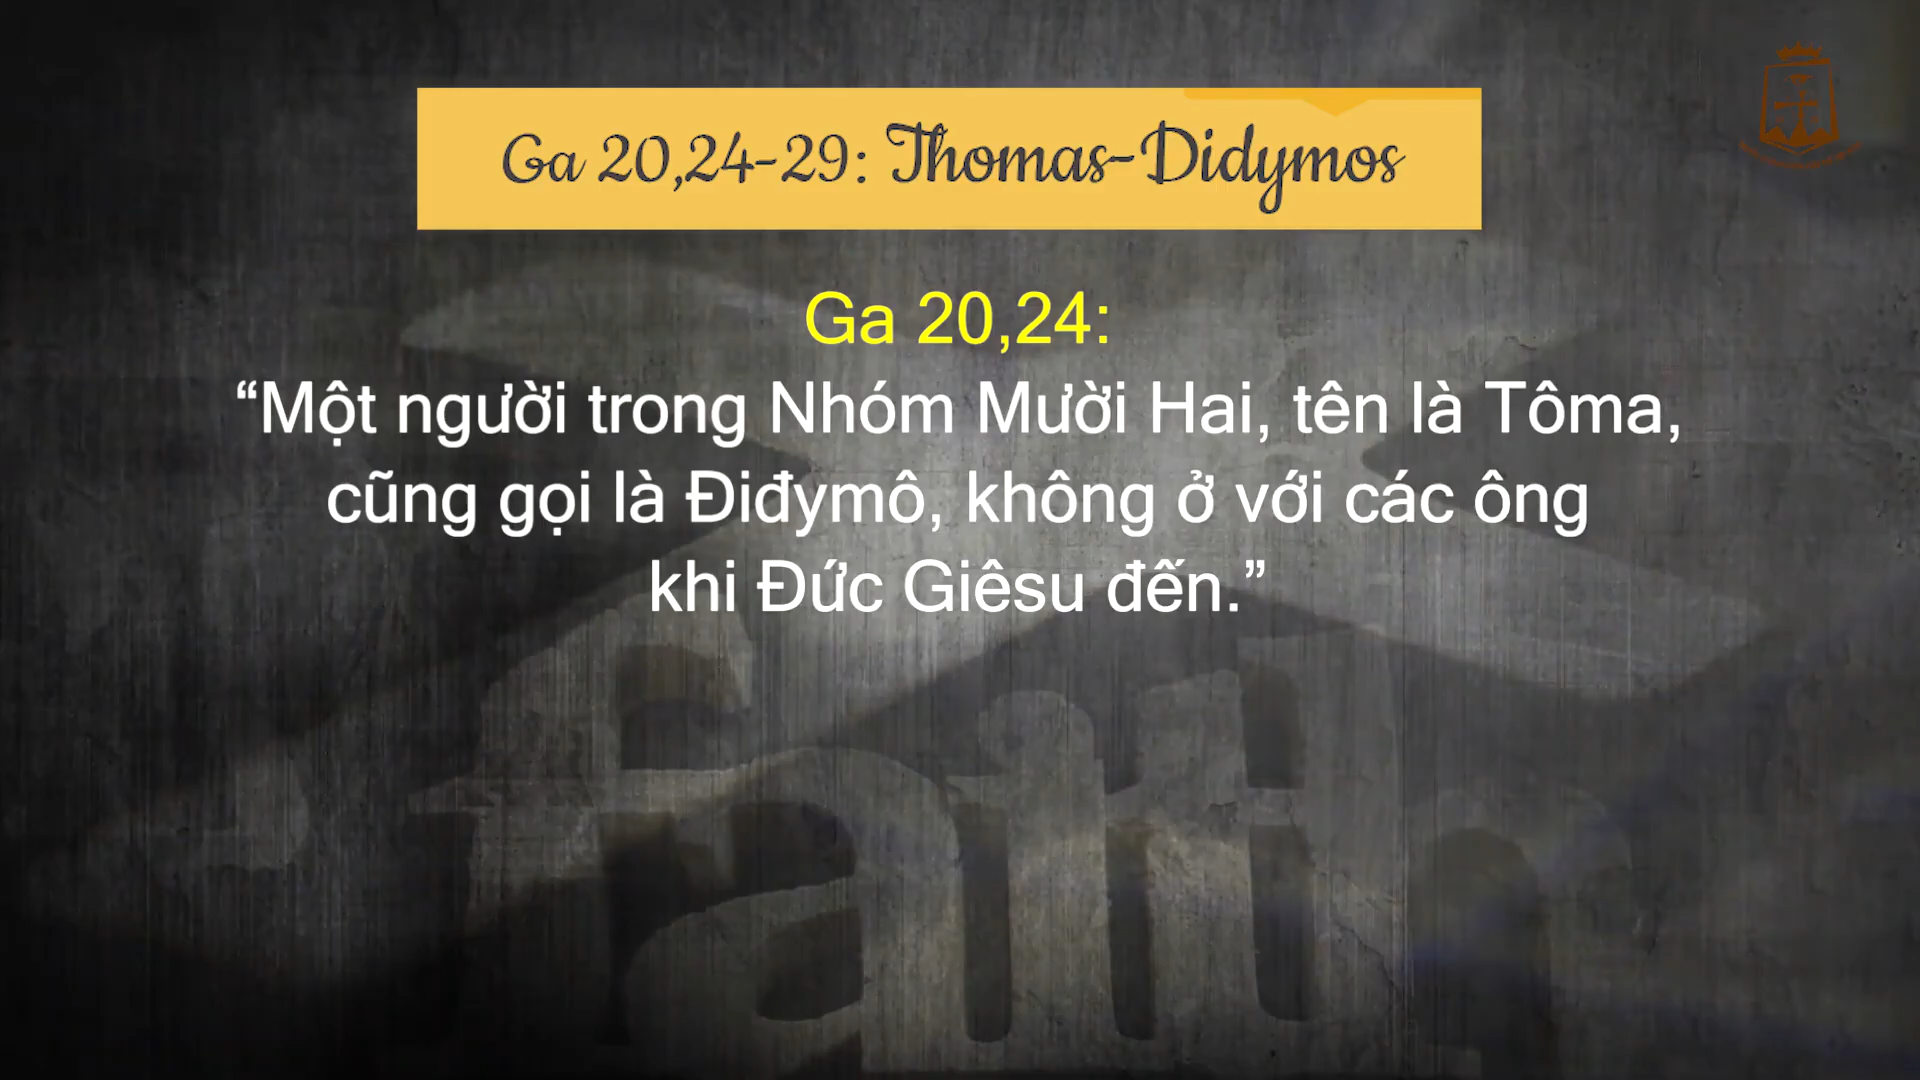 Ga 20,24-29: Thomas-Didymos
Ga 20,24:
“Một người trong Nhóm Mười Hai, tên là Tôma,
cũng gọi là Điđymô, không ở với các ông
khi Đức Giêsu đến.”
faith